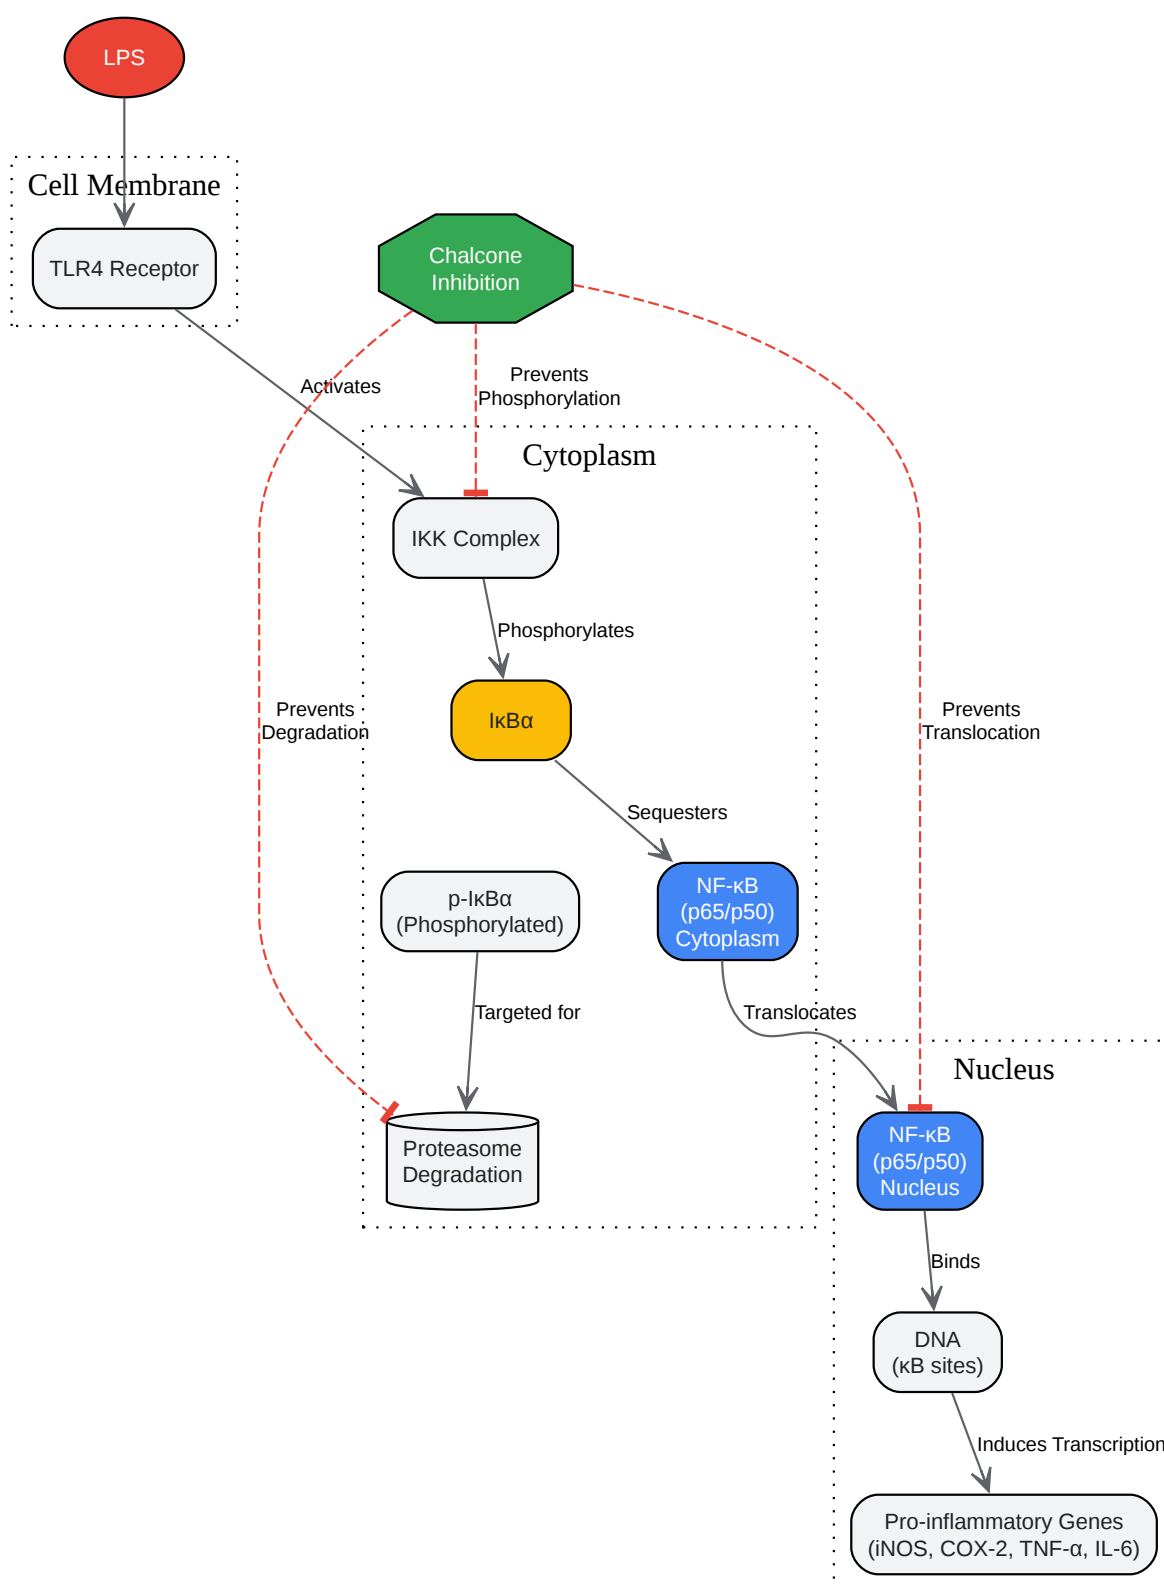 LPS
Cell Membrane
TLR4 Receptor
Chalcone
Inhibition
Activates
Prevents
Phosphorylation
Cytoplasm
IKK Complex
Phosphorylates
IκBα
Prevents
Degradation
Prevents
Translocation
Sequesters
p-IκBα
(Phosphorylated)
NF-κB
(p65/p50)
Cytoplasm
Targeted for
Translocates
Nucleus
Proteasome
Degradation
NF-κB
(p65/p50)
Nucleus
Binds
DNA
(κB sites)
Induces Transcription
Pro-inflammatory Genes
(iNOS, COX-2, TNF-α, IL-6)